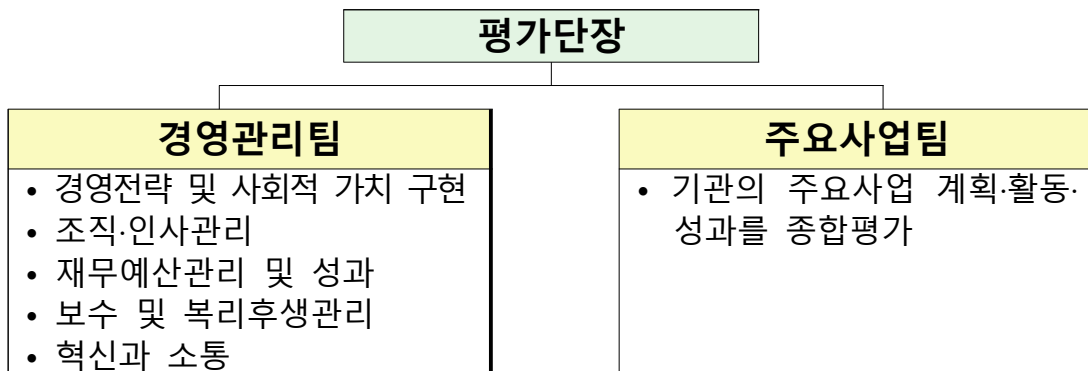 평가단장
경영관리팀
• 경영전략 및 사회적 가치 구현
• 조직·인사관리
• 재무예산관리 및 성과
• 보수 및 복리후생관리
• 혁신과 소통
주요사업팀
• 기관의 주요사업 계획·활동·
성과를 종합평가